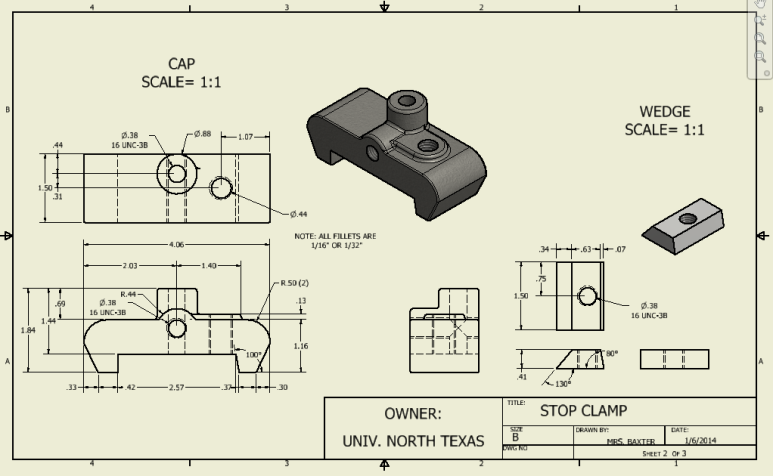 4 3 2 1
CAP
SCALE= 1:1
WEDGE
SCALE= 1:1
B
B
Ø.38
16 UNC-3B
Ø.88
1.07
.44
1.50
.31
Ø.44
NOTE: ALL FILLETS ARE
1/16" OR 1/32"
4.06
2.03
1.40
R.50 (2)
R.44
Ø.38
16 UNC-3B
.69
1.44
1.84
.13
1.16
100°
.33
.42
2.57
.37
.30
.34
.63
.07
.75
1.50
Ø.38
16 UNC-3B
80°
.41
130°
A
A
OWNER:
UNIV. NORTH TEXAS
TITLE:
STOP CLAMP
SIZE
B
DRAWN BY:
MRS. BAXTER
DATE:
1/6/2014
DWG NO
SHEET 2 OF 3
4 3 2 1